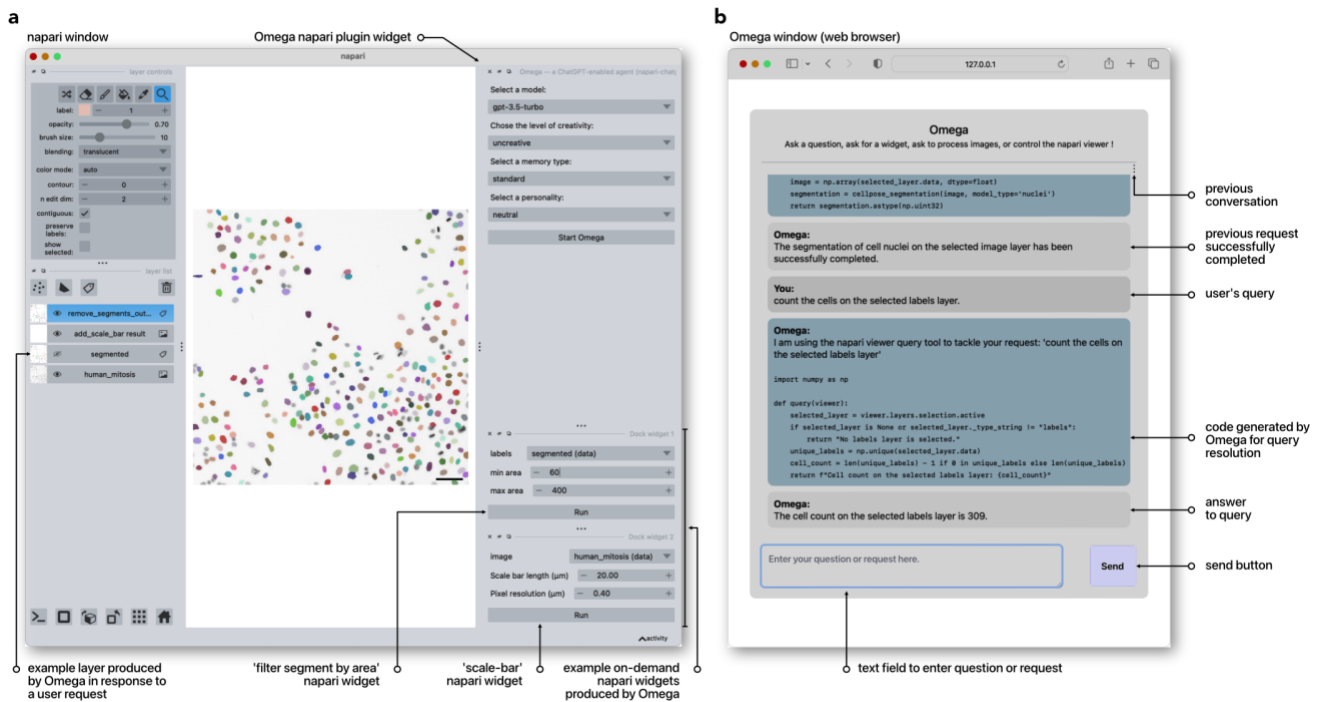 a
napari window
Omega napari plugin widget
napari
layer controls
label: 1
opacity: 0.70
brush size: 10
blending: translucent
color mode: auto
contour: 0
n edit dim: 2
contiguous:
preserve
labels:
show
selected:
layer list
remove_segments_out...
add_scale_bar result
segmented
human_mitosis
Omega — a ChatGPT-enabled agent (napari-chatg
Select a model:
gpt-3.5-turbo
Chose the level of creativity:
uncreative
Select a memory type:
standard
Select a personality:
neutral
Start Omega
Dock widget 1
labels segmented (data)
min area 60
max area 400
Run
Dock widget 2
image human_mitosis (data)
Scale bar length (μm) 20.00
Pixel resolution (μm) 0.40
Run
activity
example layer produced
by Omega in response to
a user request
'filter segment by area'
napari widget
'scale-bar'
napari widget
example on-demand
napari widgets
produced by Omega
b
Omega window (web browser)
127.0.0.1
Omega
Ask a question, ask for a widget, ask to process images, or control the napari viewer !
image = np.array(selected_layer.data, dtype=float)
segmentation = cellpose_segmentation(image, model_type='nuclei')
return segmentation.astype(np.uint32)
Omega:
The segmentation of cell nuclei on the selected image layer has been
successfully completed.
You:
count the cells on the selected labels layer.
Omega:
I am using the napari viewer query tool to tackle your request: 'count the cells on
the selected labels layer'
import numpy as np
def query(viewer):
selected_layer = viewer.layers.selection.active
if selected_layer is None or selected_layer._type_string != "labels":
return "No labels layer is selected."
unique_labels = np.unique(selected_layer.data)
cell_count = len(unique_labels) - 1 if 0 in unique_labels else len(unique_labels)
return f"Cell count on the selected labels layer: {cell_count}"
Omega:
The cell count on the selected labels layer is 309.
Enter your question or request here.
Send
previous
conversation
previous request
successfully
completed
user's query
code generated by
Omega for query
resolution
answer
to query
send button
text field to enter question or request